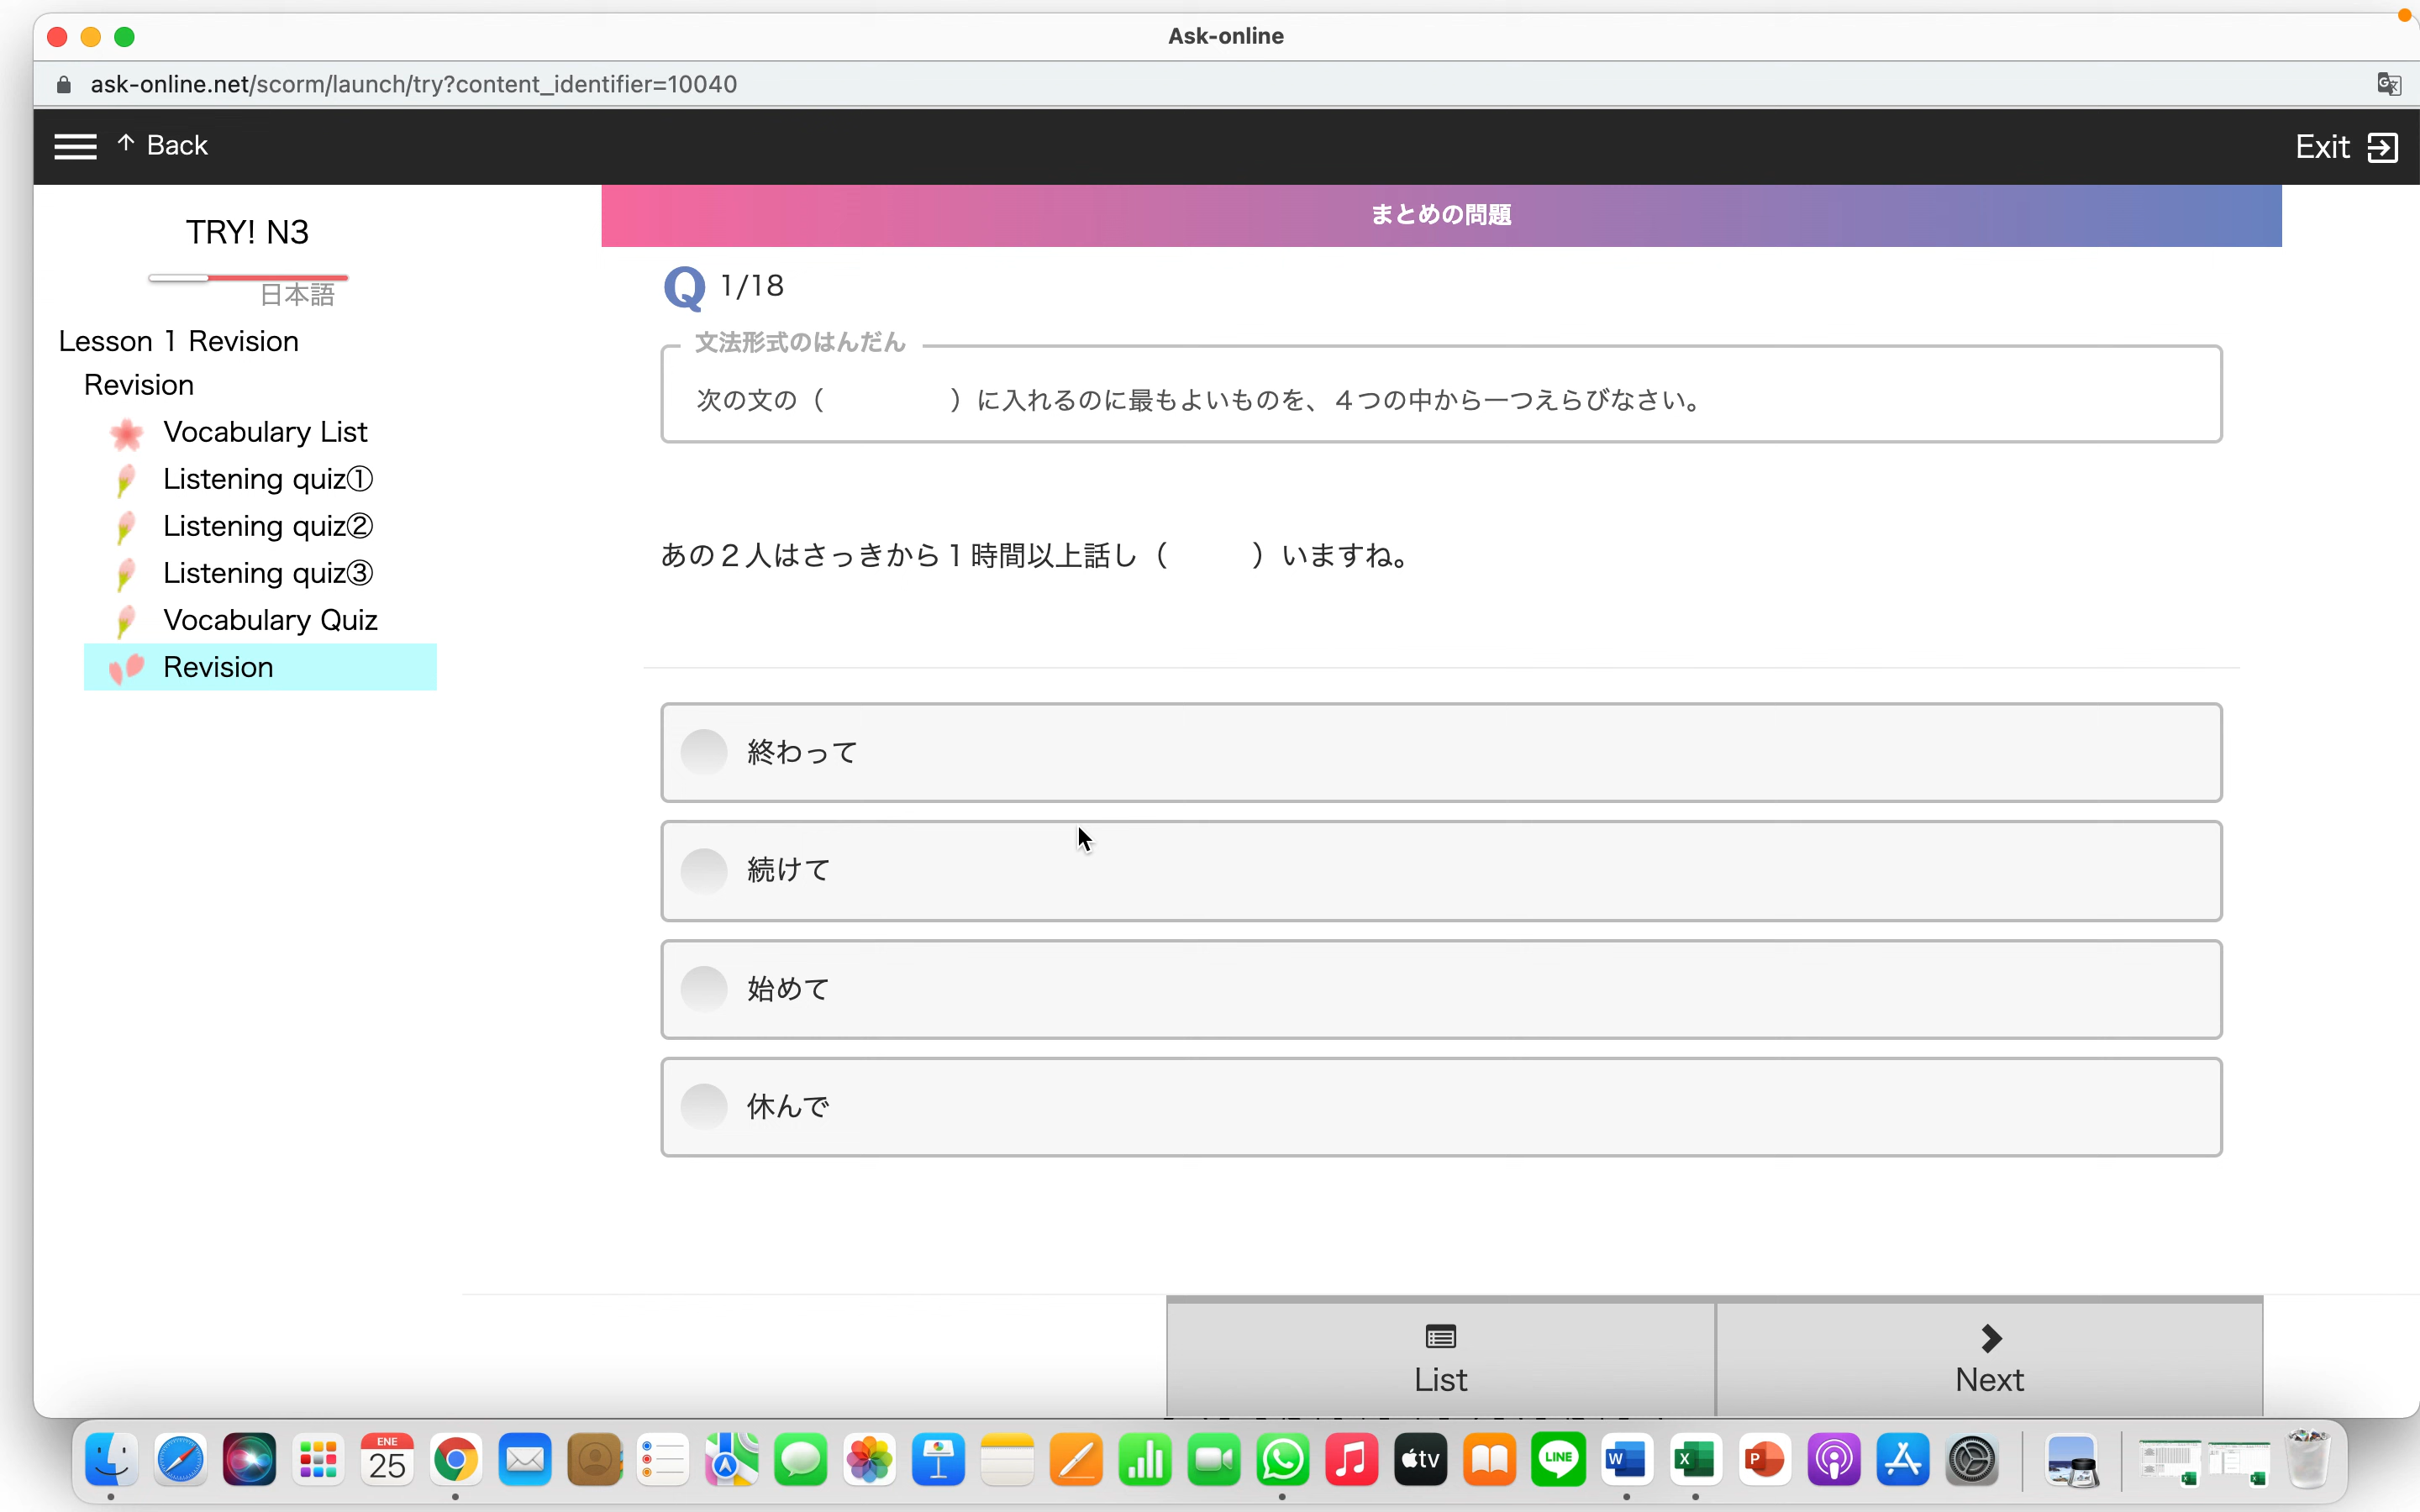 Ask-online
ask-online.net/scorm/launch/try?content_identifier=10040
↑ Back
Exit
TRY! N3
日本語
Lesson 1 Revision
Revision
Vocabulary List
Listening quiz①
Listening quiz②
Listening quiz③
Vocabulary Quiz
Revision
まとめの問題
Q 1/18
文法形式のはんだん
次の文の（　　　　）に入れるのに最もよいものを、４つの中から一つえらびなさい。
あの２人はさっきから１時間以上話し（　　　）いますね。
終わって
続けて
始めて
休んで
List
Next
ENE
25
tv
LINE
W
X
P